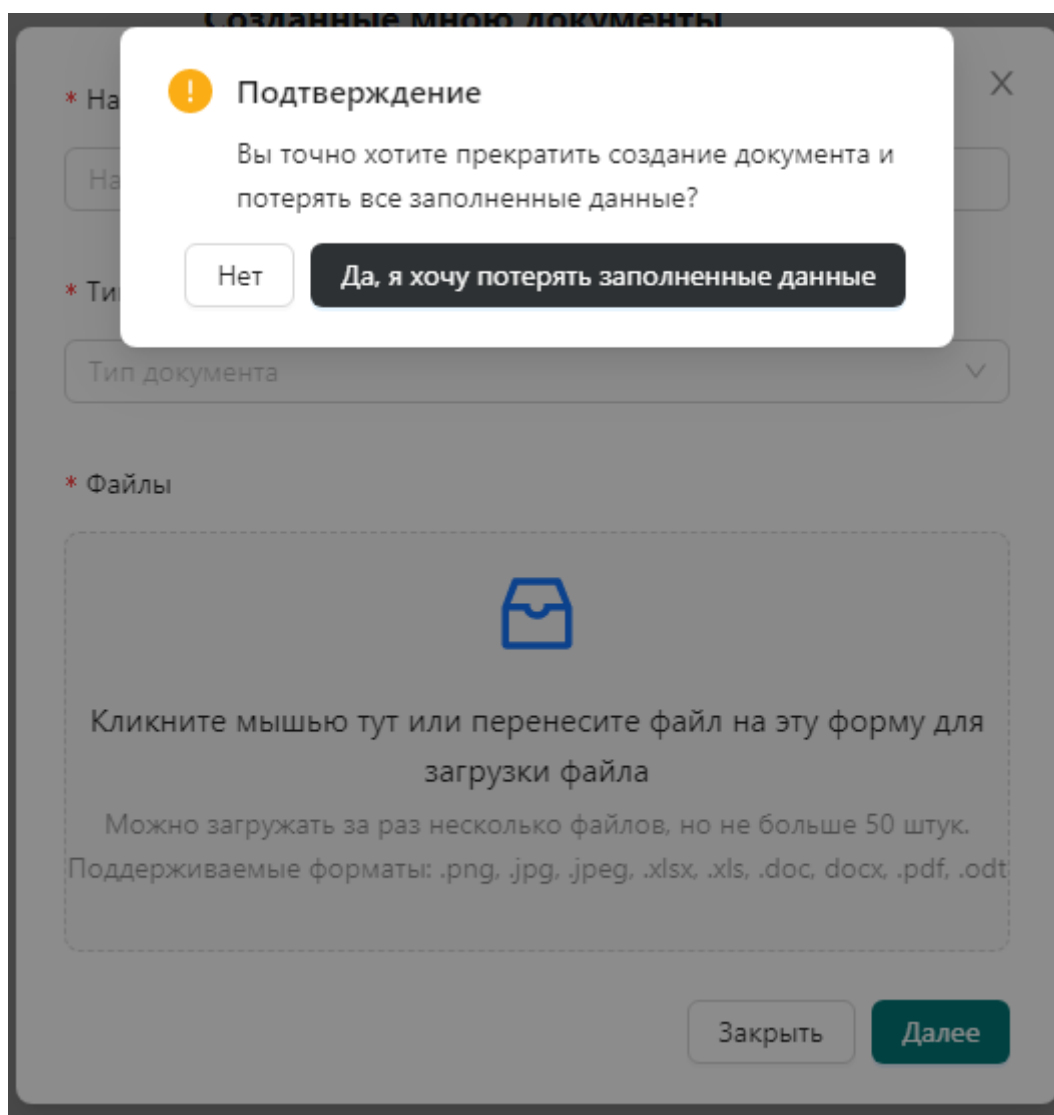 Созданные мною документы
Подтверждение
* На
Вы точно хотите прекратить создание документа и
На
потерять все заполненные данные?
Нет
Да, я хочу потерять заполненные данные
* Ти
Тип документа
* Файлы
Кликните мышью тут или перенесите файл на эту форму для
загрузки файла
Можно загружать за раз несколько файлов, но не больше 50 штук.
Поддерживаемые форматы: .png, .jpg, .jpeg, .xlsx, .xls, .doc, docx, .pdf, .odt
Закрыть
Далее